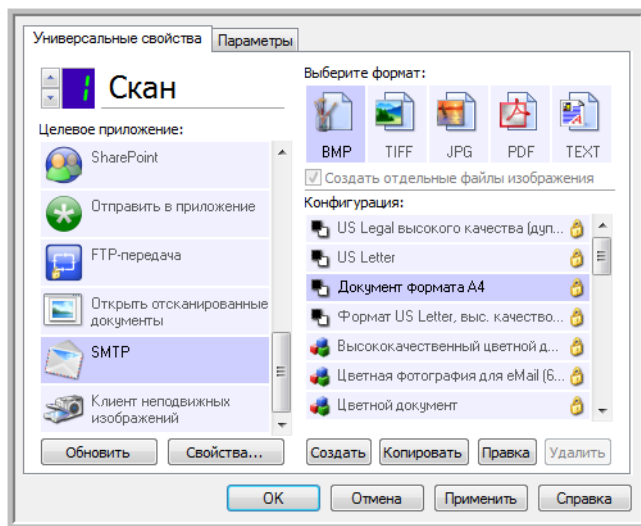 Универсальные свойства
Параметры
1 Скан
Целевое приложение:
SharePoint
Отправить в приложение
FTP-передача
Открыть отсканированные
документы
SMTP
Клиент неподвижных
изображений
Обновить
Свойства...
Выберите формат:
BMP
TIFF
JPG
PDF
TEXT
Создать отдельные файлы изображения
Конфигурация:
US Legal высокого качества (дуп...
US Letter
Документ формата A4
Формат US Letter, выс. качество...
Высококачественный цветной д...
Цветная фотография для eMail (6...
Цветной документ
Создать
Копировать
Правка
Удалить
OK
Отмена
Применить
Справка